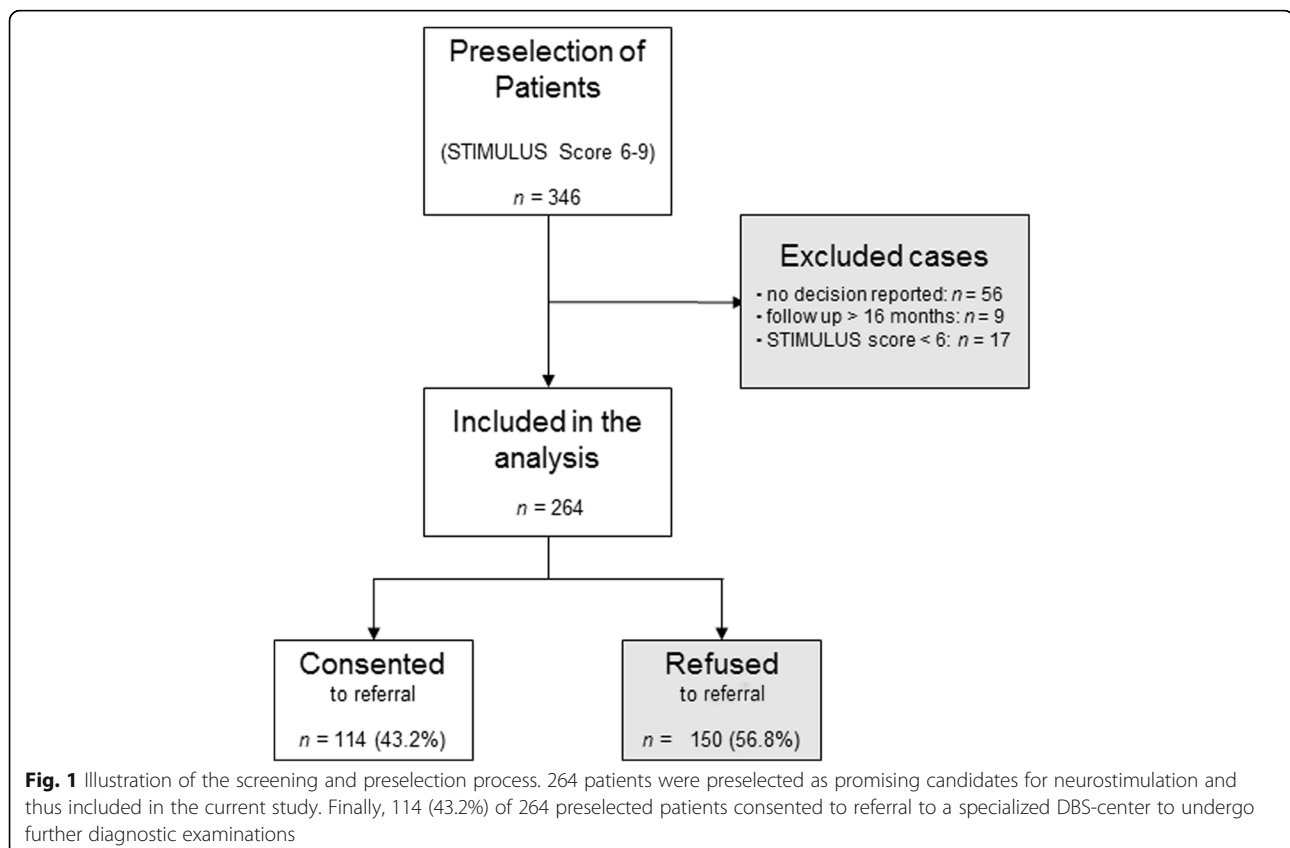 Preselection of
Patients
(STIMULUS Score 6-9)
n = 346
Excluded cases
• no decision reported: n = 56
• follow up > 16 months: n = 9
• STIMULUS score < 6: n = 17
Included in the
analysis
n = 264
Consented
to referral
n = 114 (43.2%)
Refused
to referral
n = 150 (56.8%)
Fig. 1 Illustration of the screening and preselection process. 264 patients were preselected as promising candidates for neurostimulation and
thus included in the current study. Finally, 114 (43.2%) of 264 preselected patients consented to referral to a specialized DBS-center to undergo
further diagnostic examinations